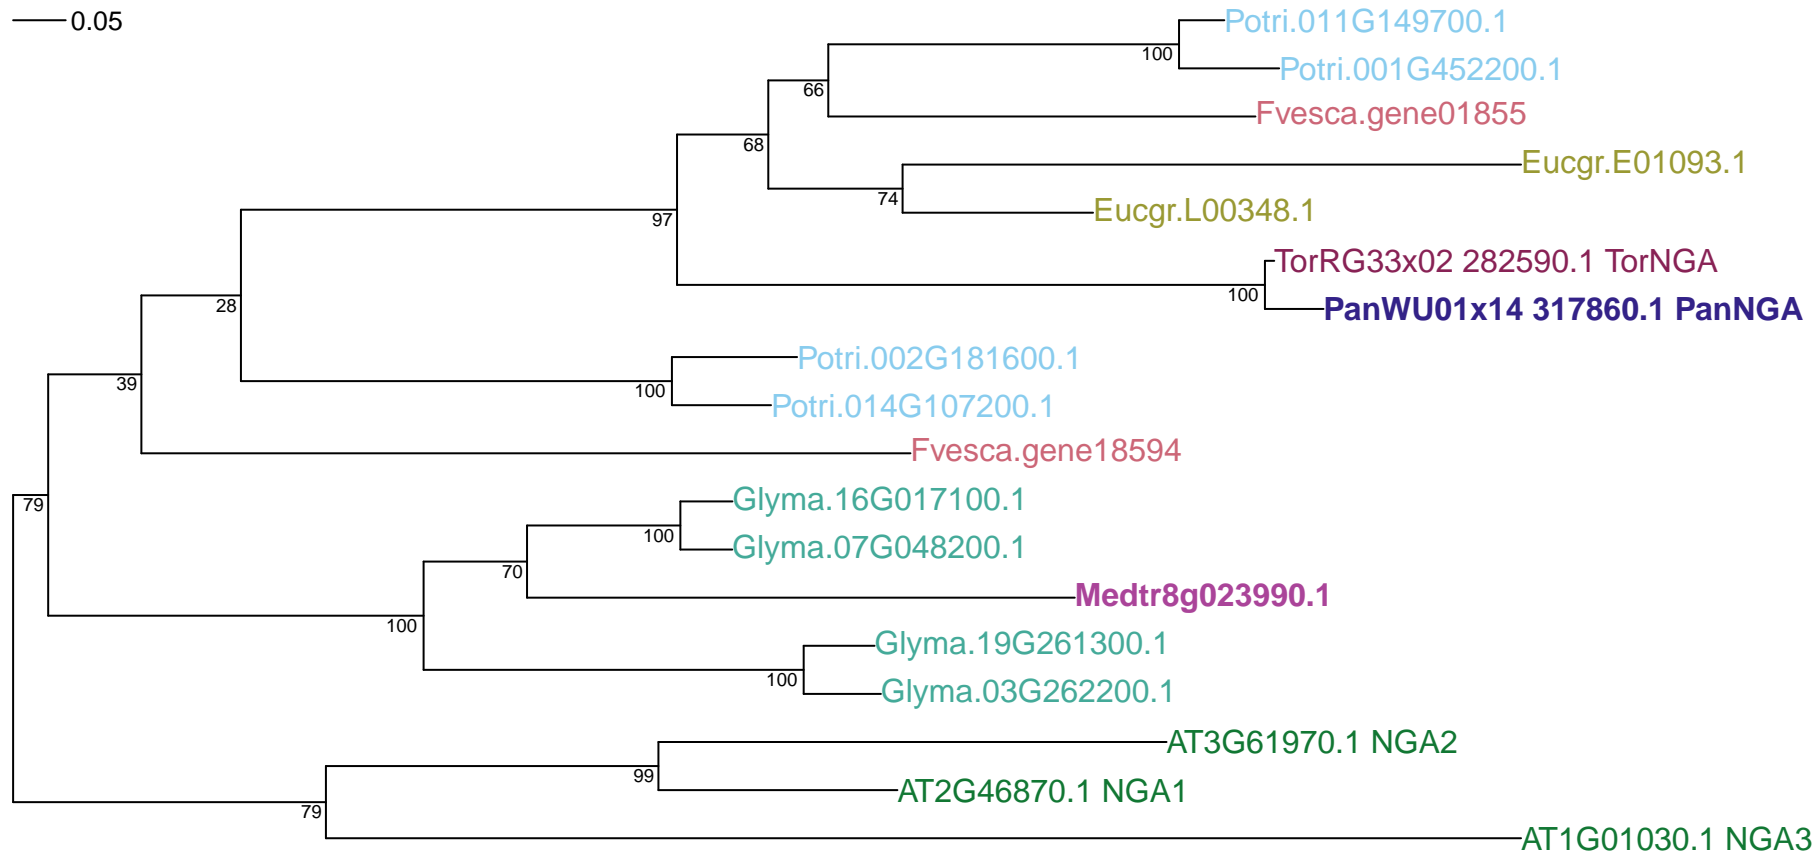 0.05
Potri.011G149700.1
100
Potri.001G452200.1
66
Fvesca.gene01855
68
Eucgr.E01093.1
74
Eucgr.L00348.1
97
TorRG33x02 282590.1 TorNGA
100
PanWU01x14 317860.1 PanNGA
28
Potri.002G181600.1
39
100
Potri.014G107200.1
Fvesca.gene18594
79
Glyma.16G017100.1
100
Glyma.07G048200.1
70
Medtr8g023990.1
100
Glyma.19G261300.1
100
Glyma.03G262200.1
AT3G61970.1 NGA2
99
AT2G46870.1 NGA1
79
AT1G01030.1 NGA3